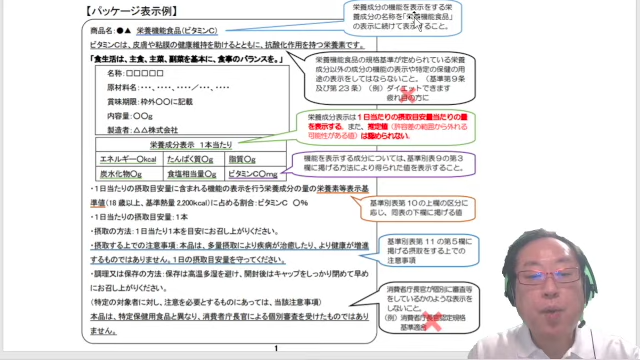 【パッケージ表示例】
商品名：●▲ 栄養機能食品（ビタミンC）
ビタミンCは、皮膚や粘膜の健康維持を助けるとともに、抗酸化作用を持つ栄養素です。
「食生活は、主食、主菜、副菜を基本に、食事のバランスを。」
名称：□□□□□
原材料名：・・・、・・・・、・・・・／・・・、・・・・
賞味期限：枠外○○に記載
内容量：○○g
製造者：△△株式会社
栄養成分表示 1本当たり
エネルギー○kcal たんぱく質○g 脂質○g
炭水化物○g 食塩相当量○g ビタミンC○mg
・1日当たりの摂取目安量に含まれる機能の表示を行う栄養成分の量の栄養素等表示基
準値（18歳以上、基準熱量2,200kcal）に占める割合：ビタミンC ○％
・1日当たりの摂取目安量：1本
・摂取の方法：1日当たり1本を目安にお召し上がりください。
・摂取する上での注意事項：本品は、多量摂取により疾病が治癒したり、より健康が増進
するものではありません。1日の摂取目安量を守ってください。
・調理又は保存の方法：保存は高温多湿を避け、開封後はキャップをしっかり閉めて早め
にお召し上がりください。
（特定の対象者に対し、注意を必要とするものにあっては、当該注意事項）
本品は、特定保健用食品と異なり、消費者庁長官による個別審査を受けたものではあり
ません。
1
栄養成分の機能を表示をする栄
養成分の名称を「栄養機能食品」
の表示に続けて表示すること。
栄養機能食品の規格基準が定められている栄養
成分以外の成分の機能の表示や特定の保健の用
途の表示をしてはならないこと。（基準第9条
及び第23条）（例）ダイエットできます
疲れ目の方に
栄養成分表示は1日当たりの摂取目安量当たりの量
を表示する。また、推定値（許容差の範囲から外れる
可能性がある値）は認められない。
機能を表示する成分については、基準別表9の第3
欄に掲げる方法により得られた値を表示すること。
基準別表第10の上欄の区分に
応じ、同表の下欄に掲げる値
基準別表第11の第5欄に
掲げる摂取をする上での
注意事項
消費者庁長官が個別に審査等
をしているかのような表示を
しないこと。
（例）消費者庁長官認定規格
基準適合